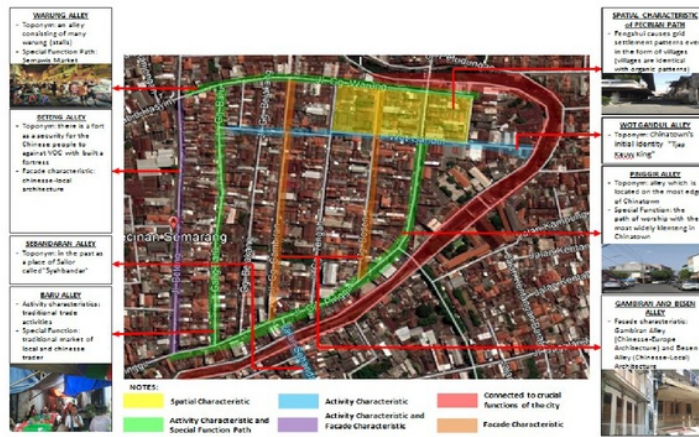 WARUNG ALLEY
- Toponym: an alley
consisting of many
warung (stalls)
- Special Function Path:
Semawis Market
BETENG ALLEY
- Toponym: there is a fort
as a security for the
Chinese people to
against VOC with built a
fortress
- Facade characteristic:
chinese-local
architecture
SEBANDARAN ALLEY
- Toponym: in the past as
a place of Sailor
called "Syahbandar"
BARU ALLEY
- Activity characteristics:
traditional trade
activities
- Special Function:
traditional market of
local and chinese
trader
Jl. Gg. Warung
Gg. Baru
Pecinan Semarang
SPATIAL CHARACTERISTIC
of PECINAN PATH
- Fengshui causes grid
settlement patterns even
in the form of villages
(villages are identical
with organic patterns)
WOT GANDUL ALLEY
- Toponym: Chinatown's
initial identity "Tjap
Kauw King"
PINGGIR ALLEY
- Toponym: alley which is
located on the most edge
of Chinatown
- Special Function: the
path of worship with the
most widely klenteng in
Chinatown
GAMBIRAN AND BESEN
ALLEY
- Facade characteristic:
Gambiran Alley
(Chinese-Europe
Architecture) and Besen
Alley (Chinese-Local)
Architecture
NOTES:
Spatial Characteristic
Activity Characteristic and
Special Function Path
Activity Characteristic
Activity Characteristic and
Facade Characteristic
Connected to crucial
functions of the city
Facade Characteristic